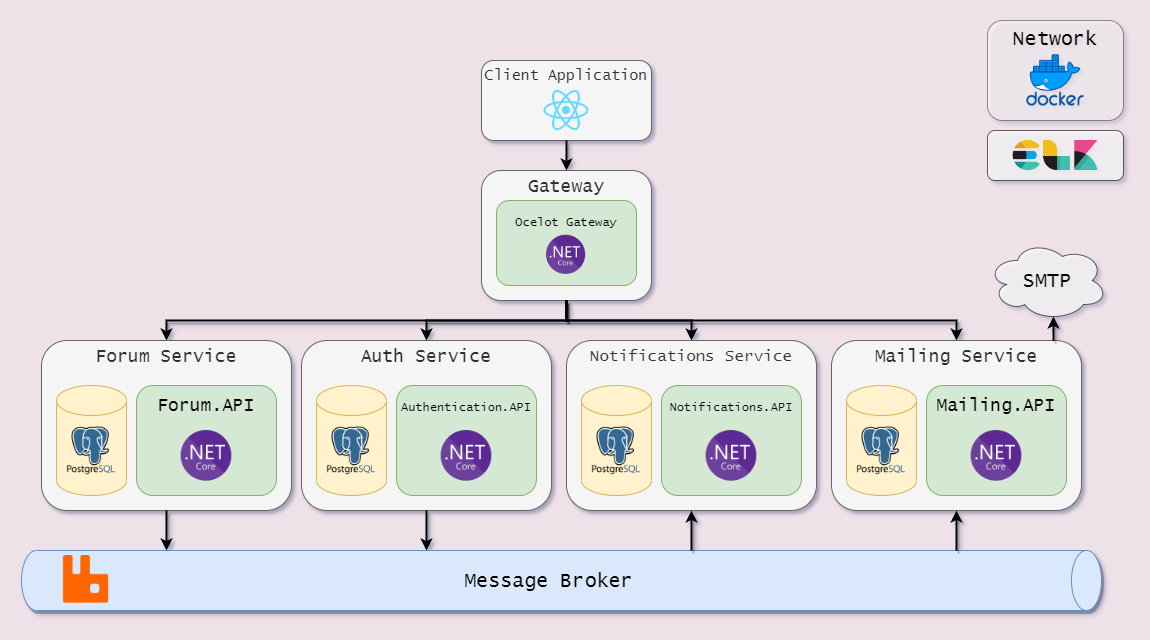 Network
docker
ELK
Client Application
Gateway
Ocelot Gateway
.NET
Core
SMTP
Forum Service
Forum.API
PostgreSQL
.NET
Core
Auth Service
Authentication.API
PostgreSQL
.NET
Core
Notifications Service
Notifications.API
PostgreSQL
.NET
Core
Mailing Service
Mailing.API
PostgreSQL
.NET
Core
Message Broker